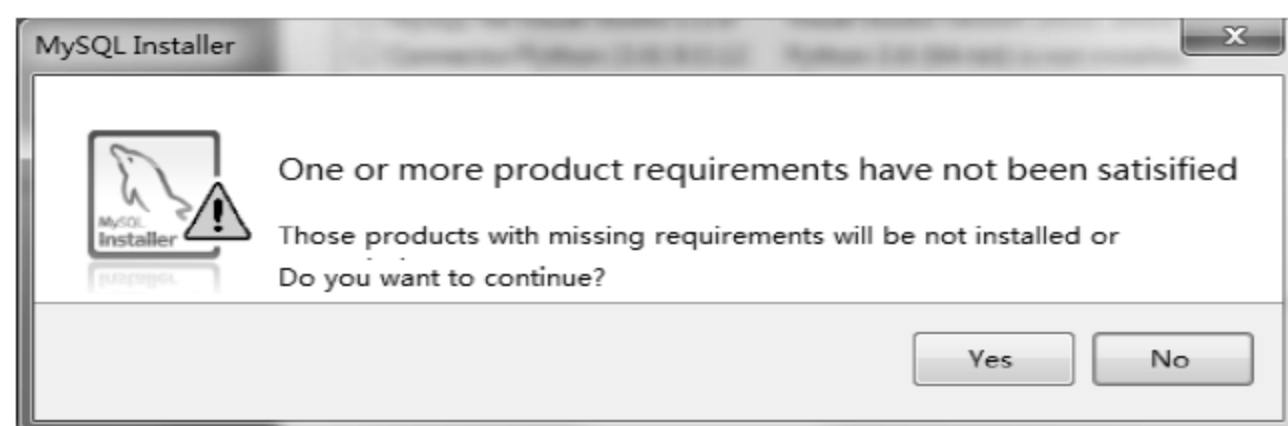 MySQL Installer
One or more product requirements have not been satisified
MySQL
Installer
Those products with missing requirements will be not installed or
Do you want to continue?
Yes
No